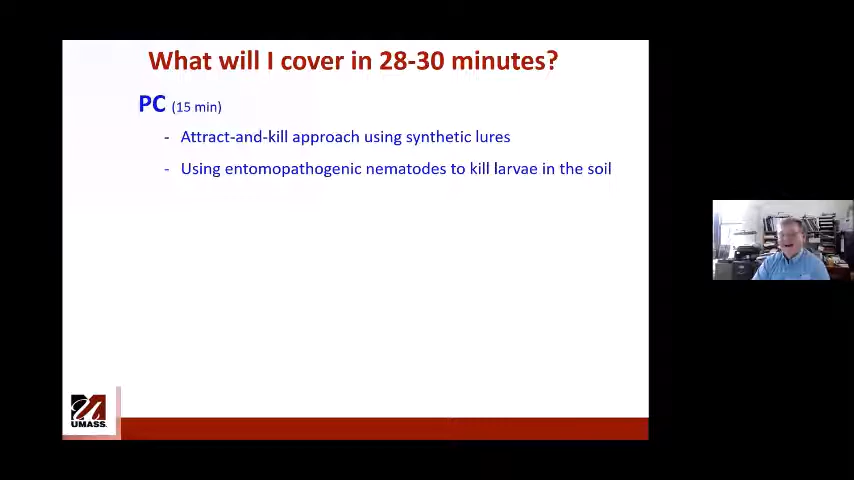 What will I cover in 28-30 minutes?
PC (15 min)
- Attract-and-kill approach using synthetic lures
- Using entomopathogenic nematodes to kill larvae in the soil
UMASS